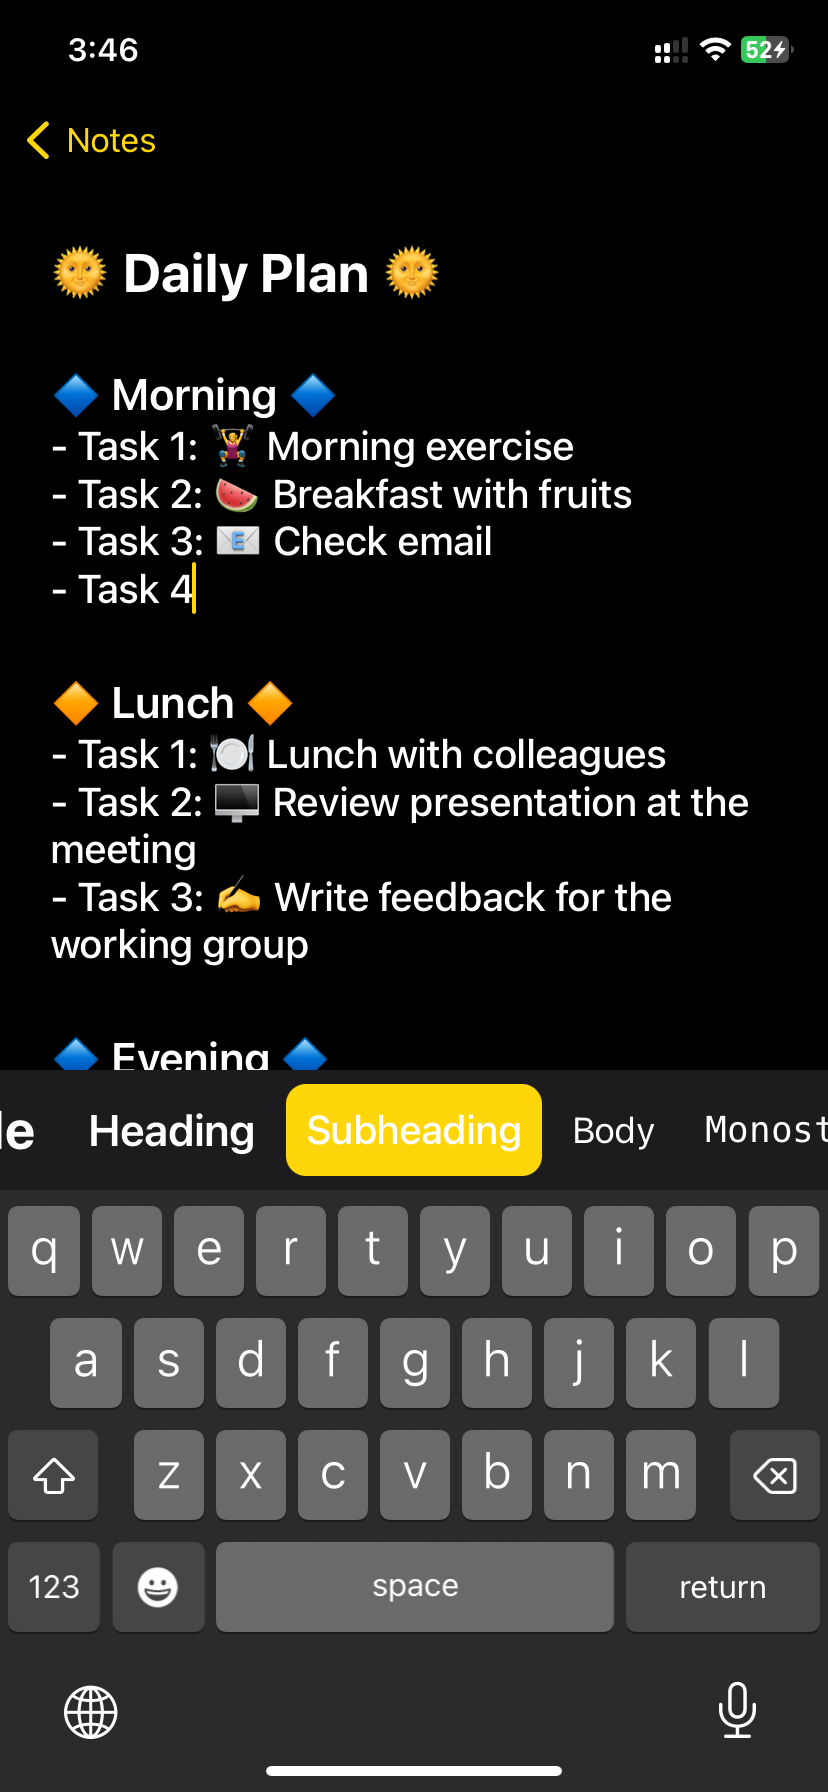 3:46
52
Notes
🌞 Daily Plan 🌞
🔷 Morning 🔷
- Task 1: 🏋️‍♀️ Morning exercise
- Task 2: 🍉 Breakfast with fruits
- Task 3: 📧 Check email
- Task 4
🔶 Lunch 🔶
- Task 1: 🍽️ Lunch with colleagues
- Task 2: 🖥️ Review presentation at the
meeting
- Task 3: ✍️ Write feedback for the
working group
🔷 Evening 🔷
le Heading Subheading Body Monost
q w e r t y u i o p
a s d f g h j k l
z x c v b n m
123 space return